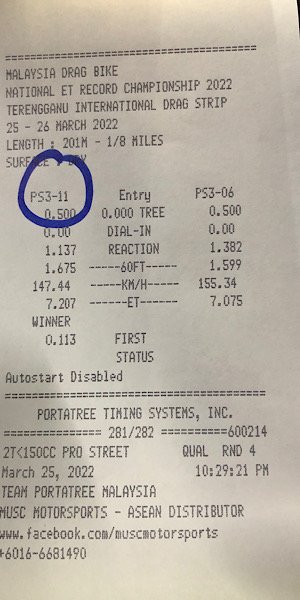 ========================================
MALAYSIA DRAG BIKE
NATIONAL ET RECORD CHAMPIONSHIP 2022
TERENGGANU INTERNATIONAL DRAG STRIP
25 - 26 MARCH 2022
LENGTH : 201M - 1/8 MILES
SURFACE : DRY
PS3-11 Entry PS3-06
0.500 0.000 TREE 0.500
0.00 DIAL-IN 0.00
1.137 REACTION 1.382
1.675 -----60FT----- 1.599
147.44 -----KM/H----- 155.34
7.207 ------ET------ 7.075
WINNER
0.113 FIRST
STATUS
Autostart Disabled
========================================
PORTATREE TIMING SYSTEMS, INC.
============ 281/282 ==========600214
2T<150CC PRO STREET QUAL RND 4
March 25, 2022 10:29:21 PM
TEAM PORTATREE MALAYSIA
MUSC MOTORSPORTS - ASEAN DISTRIBUTOR
www.facebook.com/muscmotorsports
+6016-6681490